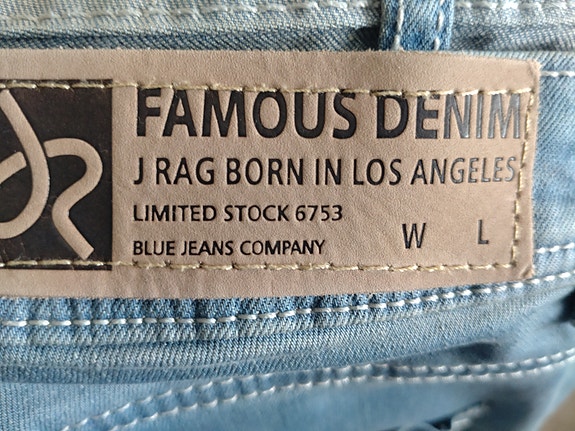 FAMOUS DENIM
J RAG BORN IN LOS ANGELES
LIMITED STOCK 6753
BLUE JEANS COMPANY W L